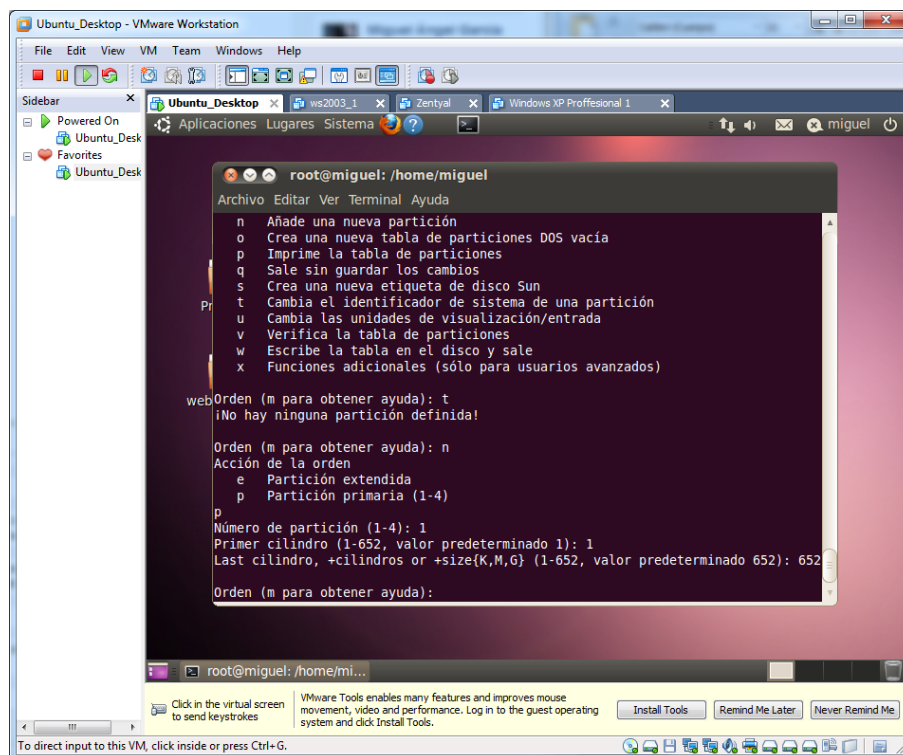 Ubuntu_Desktop - VMware Workstation
File Edit View VM Team Windows Help
Sidebar
Powered On
Ubuntu_Desk
Favorites
Ubuntu_Desk
Ubuntu_Desktop ws2003_1 Zentyal Windows XP Proffesional 1
Aplicaciones Lugares Sistema miguel
root@miguel: /home/miguel
Archivo Editar Ver Terminal Ayuda
n Añade una nueva partición
o Crea una nueva tabla de particiones DOS vacía
p Imprime la tabla de particiones
q Sale sin guardar los cambios
s Crea una nueva etiqueta de disco Sun
t Cambia el identificador de sistema de una partición
u Cambia las unidades de visualización/entrada
v Verifica la tabla de particiones
w Escribe la tabla en el disco y sale
x Funciones adicionales (sólo para usuarios avanzados)
Pr
web
Orden (m para obtener ayuda): t
¡No hay ninguna partición definida!
Orden (m para obtener ayuda): n
Acción de la orden
e Partición extendida
p Partición primaria (1-4)
p
Número de partición (1-4): 1
Primer cilindro (1-652, valor predeterminado 1): 1
Last cilindro, +cilindros or +size{K,M,G} (1-652, valor predeterminado 652): 652
Orden (m para obtener ayuda):
root@miguel: /home/mi...
Click in the virtual screen
to send keystrokes
VMware Tools enables many features and improves mouse
movement, video and performance. Log in to the guest operating
system and click Install Tools.
Install Tools Remind Me Later Never Remind Me
To direct input to this VM, click inside or press Ctrl+G.